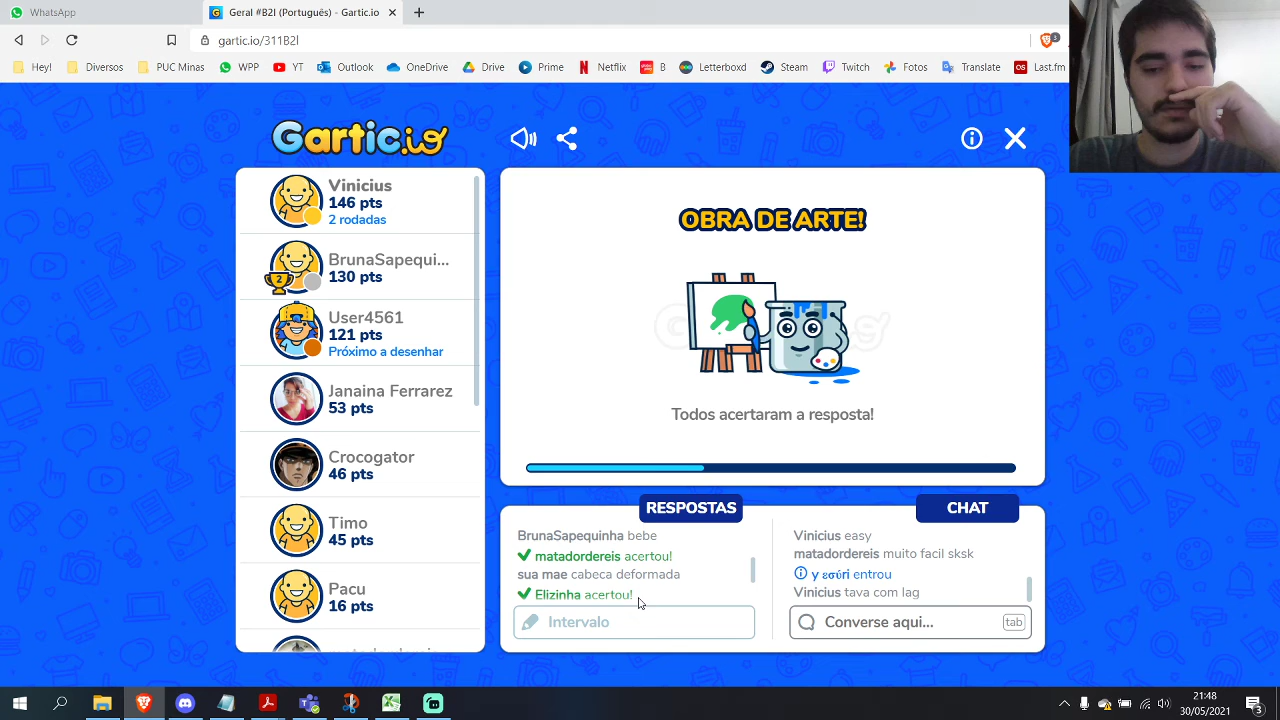 WhatsApp
Geral #B2I (Português) - Gartic.io
gartic.io/311B2I
3
Hey!
Diversos
PUC Minas
WPP
YT
Outlook
OneDrive
Drive
Prime
Netflix
B
Letterboxd
Steam
Twitch
Fotos
Translate
Last.fm
Gartic.io
Vinicius
146 pts
2 rodadas
2
BrunaSapequi...
130 pts
User4561
121 pts
Próximo a desenhar
Janaina Ferrarez
53 pts
Crocogator
46 pts
Timo
45 pts
Pacu
16 pts
OBRA DE ARTE!
Todos acertaram a resposta!
RESPOSTAS
BrunaSapequinha bebe
matadordereis acertou!
sua mae cabeca deformada
Elizinha acertou!
Intervalo
CHAT
Vinicius easy
matadordereis muito facil sksk
entrou
Vinicius tava com lag
Converse aqui...
tab
21:48
30/05/2021
3